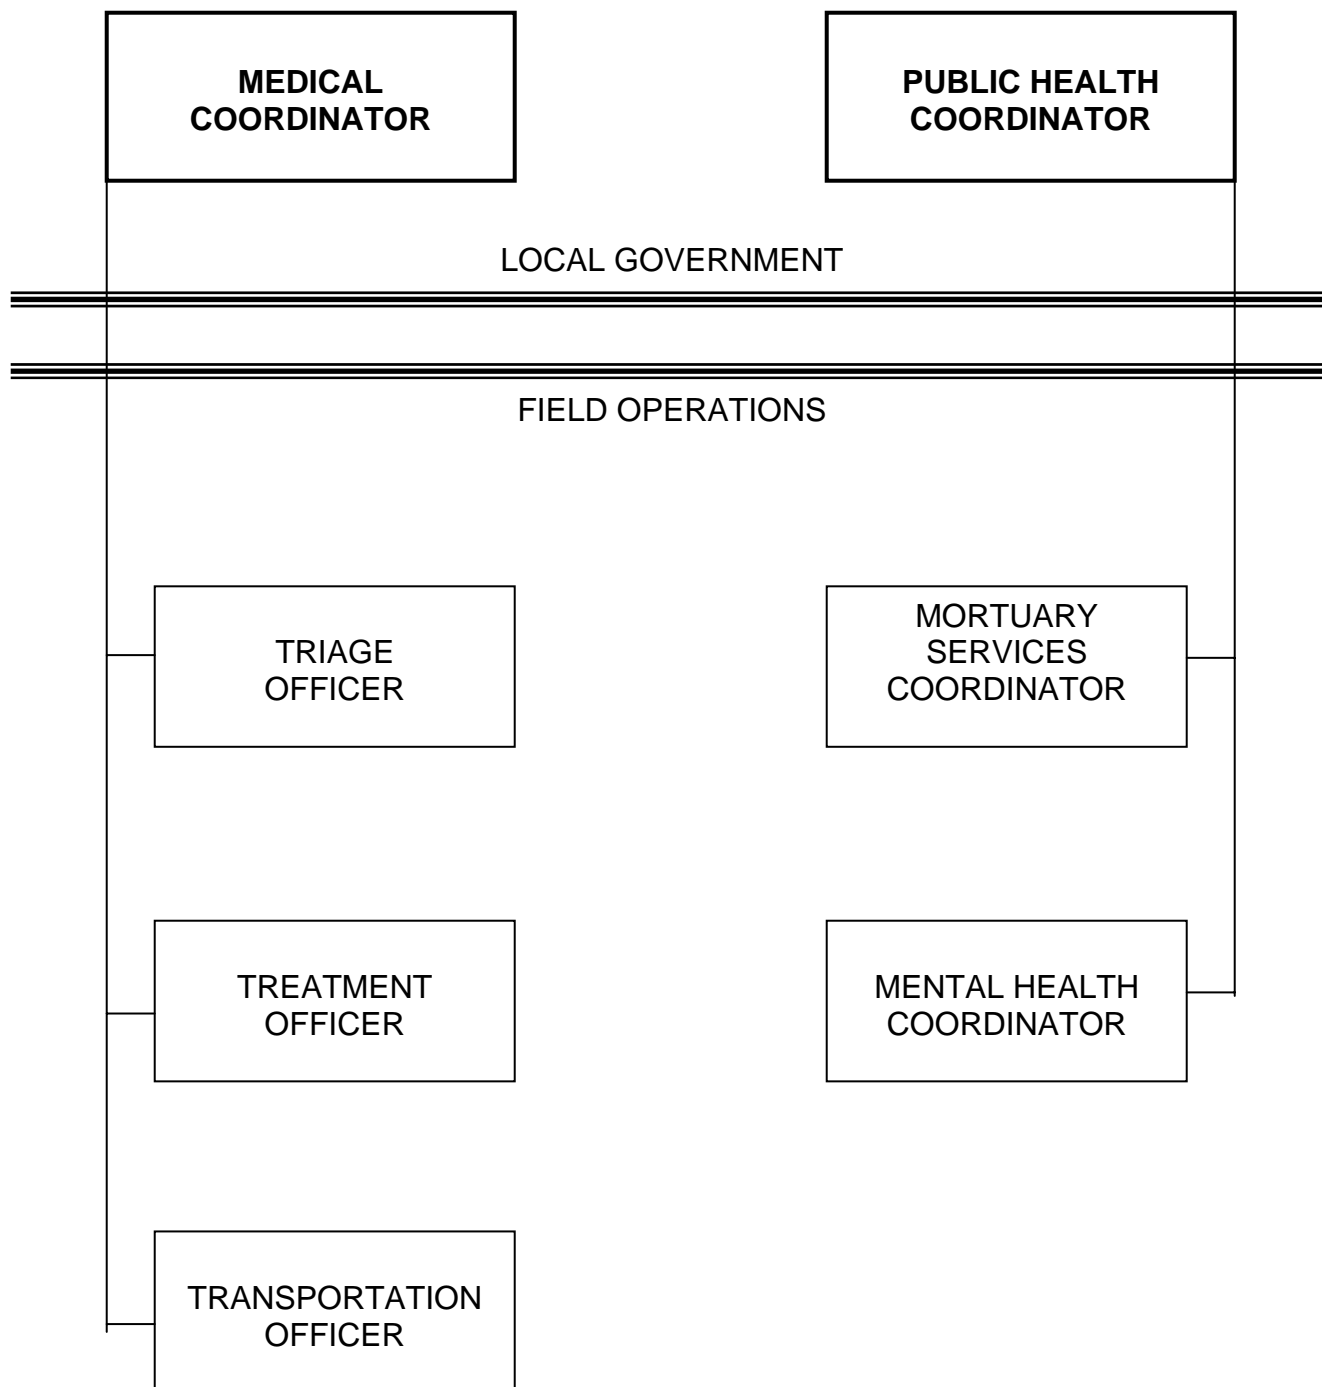 MEDICAL
COORDINATOR
PUBLIC HEALTH
COORDINATOR
LOCAL GOVERNMENT
FIELD OPERATIONS
TRIAGE
OFFICER
MORTUARY
SERVICES
COORDINATOR
TREATMENT
OFFICER
MENTAL HEALTH
COORDINATOR
TRANSPORTATION
OFFICER